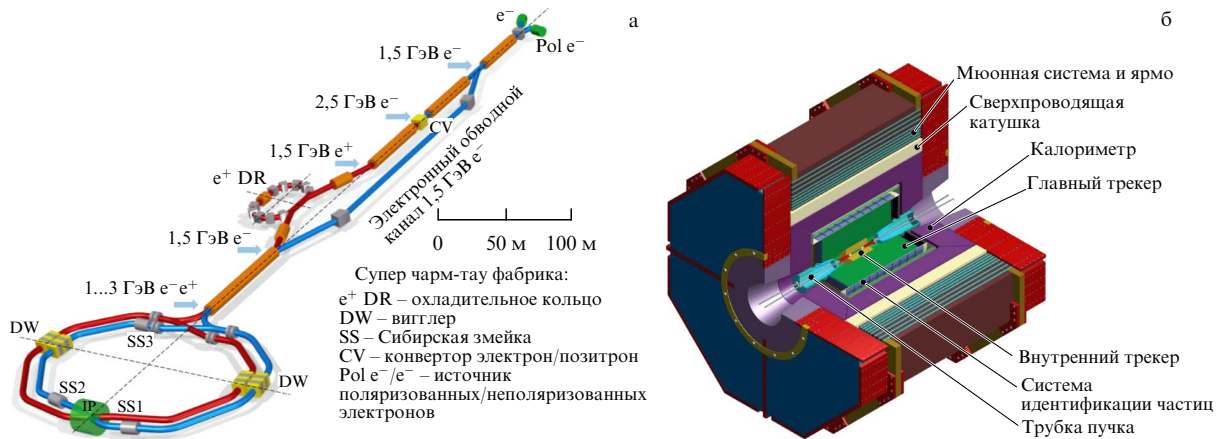 а
e⁻
Pol e⁻
1,5 ГэВ e⁻
2,5 ГэВ e⁻
CV
1,5 ГэВ e⁺
e⁺ DR
Электронный обводной
канал 1,5 ГэВ e⁻
1,5 ГэВ e⁻
0 50 м 100 м
1...3 ГэВ e⁻e⁺
DW
SS3
SS2
IP
SS1
DW
Супер чарм-тау фабрика:
e⁺ DR – охладительное кольцо
DW – вигглер
SS – Сибирская змейка
CV – конвертор электрон/позитрон
Pol e⁻/e⁻ – источник
поляризованных/неполяризованных
электронов
б
Мюонная система и ярмо
Сверхпроводящая
катушка
Калориметр
Главный трекер
Внутренний трекер
Система
идентификации частиц
Трубка пучка